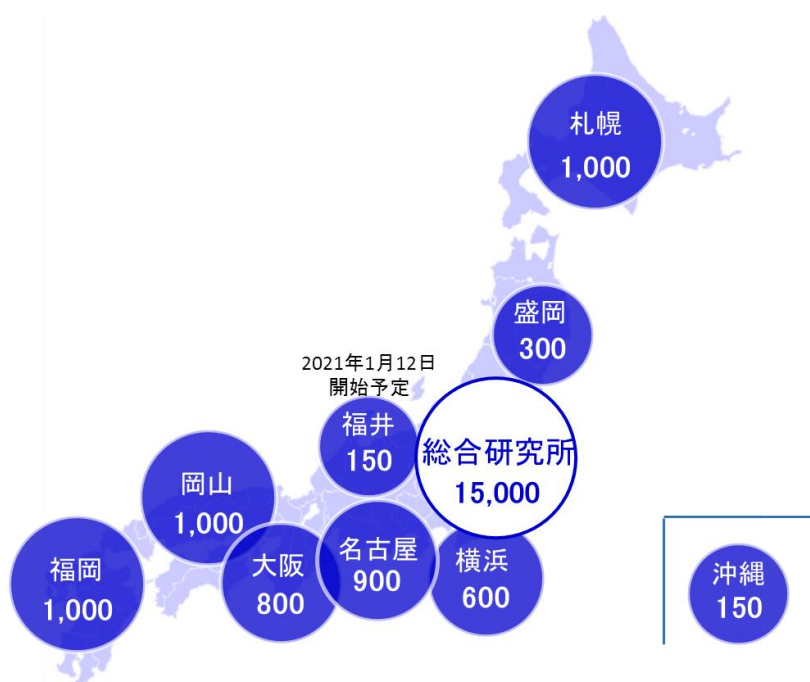 札幌
1,000
盛岡
300
2021年1月12日
開始予定
福井
150
総合研究所
15,000
岡山
1,000
福岡
1,000
大阪
800
名古屋
900
横浜
600
沖縄
150